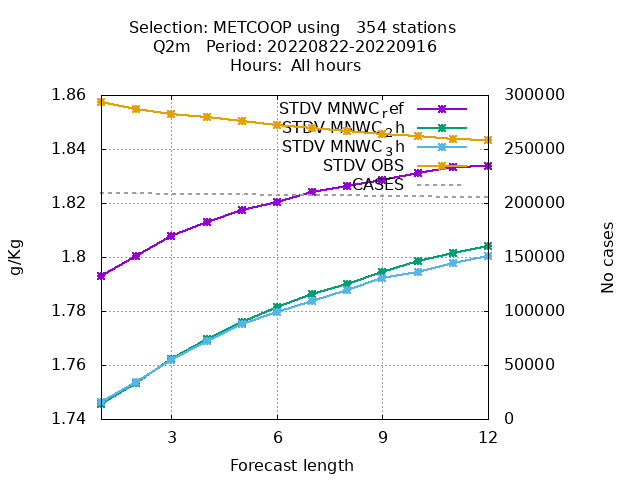 Selection: METCOOP using   354 stations
Q2m   Period: 20220822-20220916
Hours:  All hours
1.86
1.84
1.82
1.8
1.78
1.76
1.74
g/Kg
STDV MNWC_ref
STDV MNWC_2h
STDV MNWC_3h
STDV OBS
CASES
300000
250000
200000
150000
100000
50000
0
No cases
3
6
9
12
Forecast length